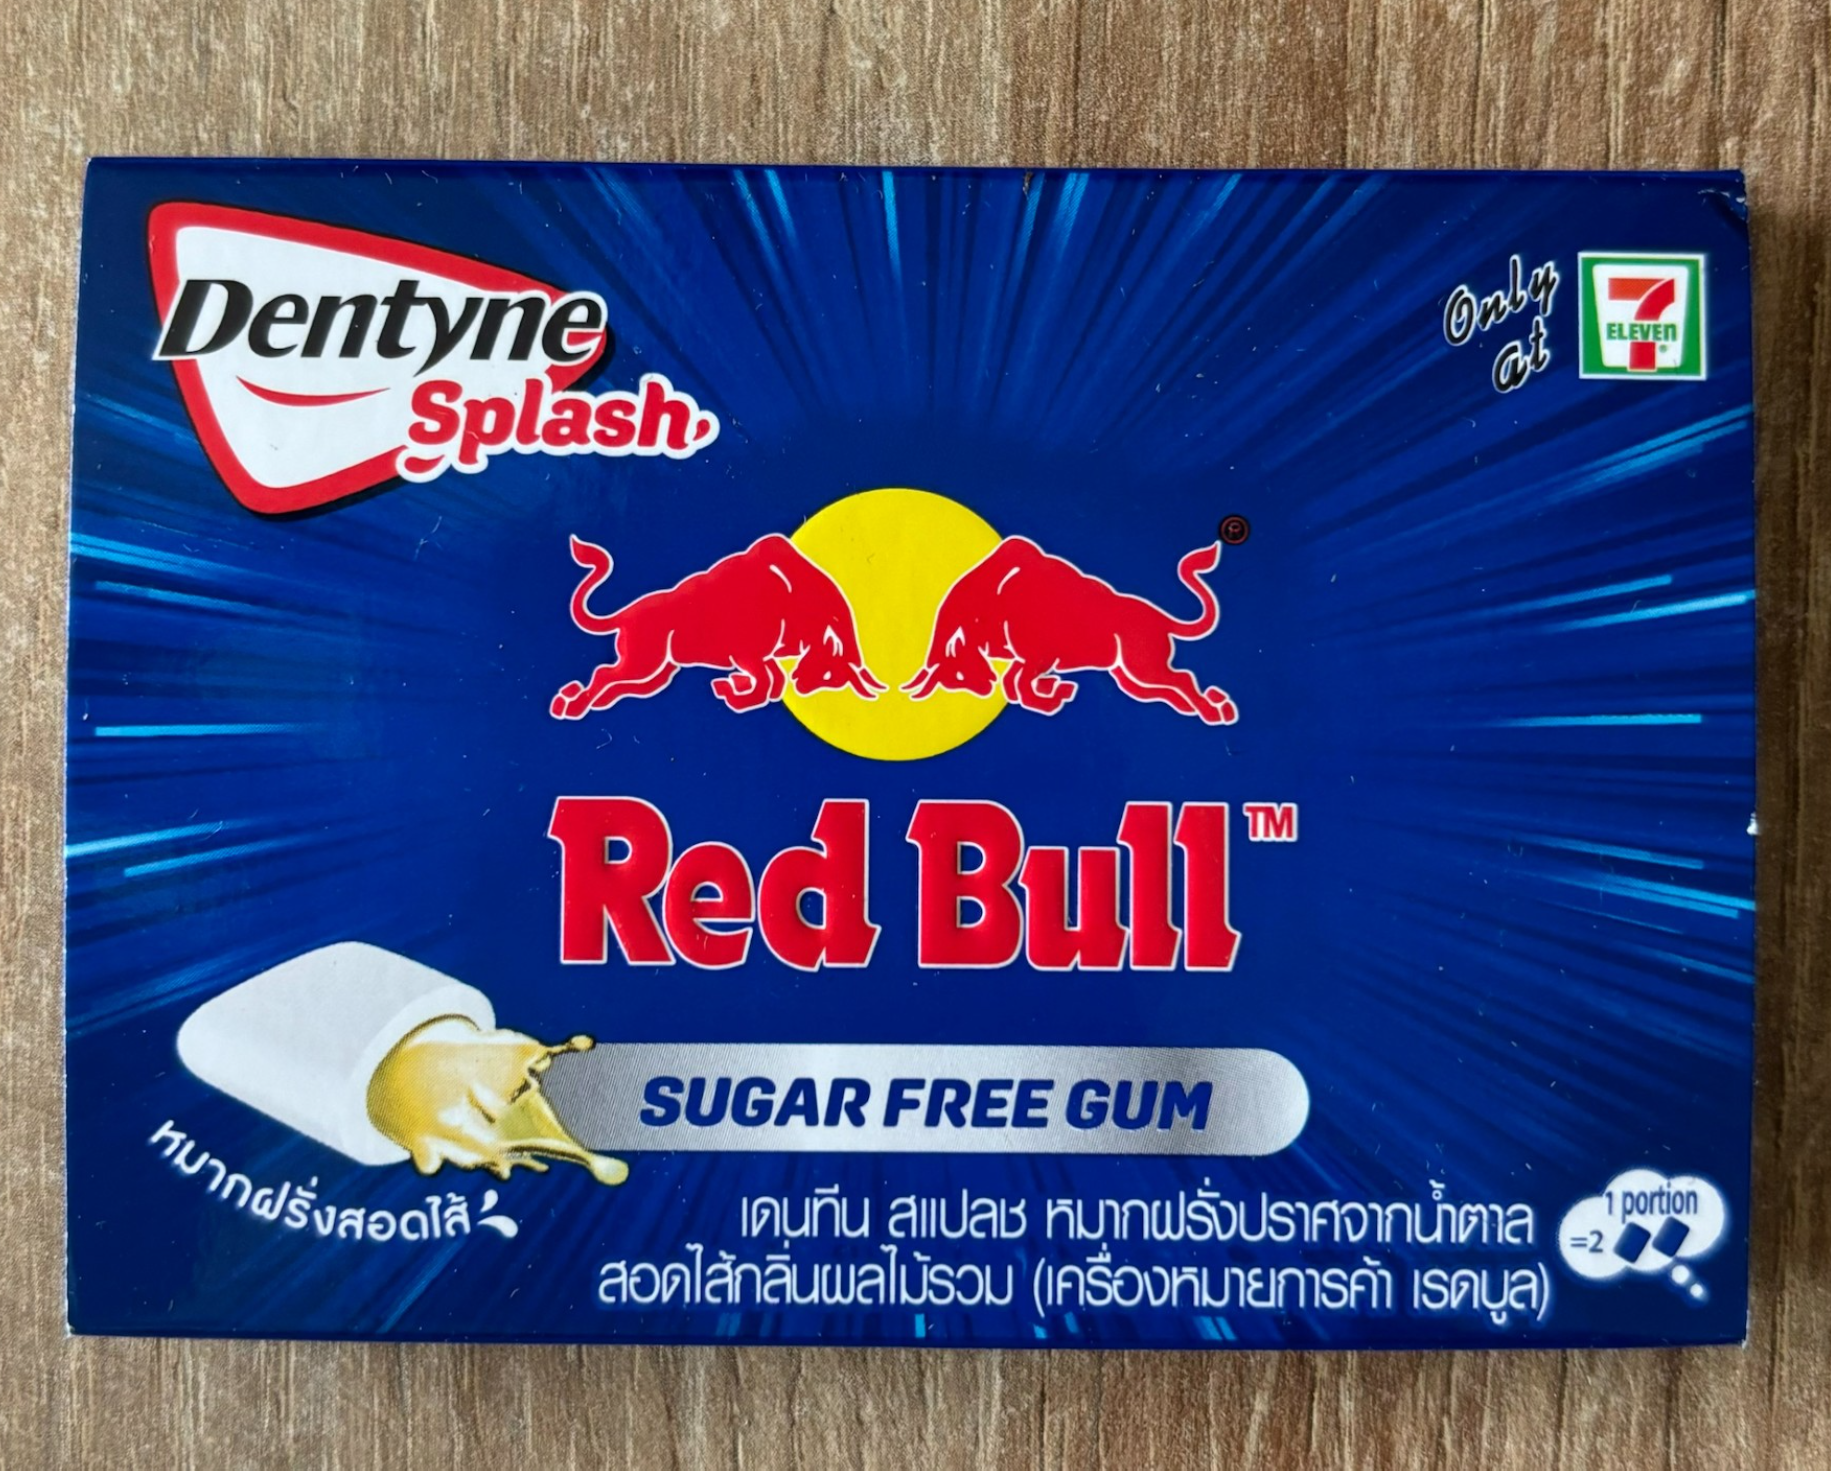 Dentyne
Splash
Only
at
7
ELEVEN
®
®
Red Bull™
SUGAR FREE GUM
หมากฝรั่งสอดไส้
เดนทีน สแปลช หมากฝรั่งปราศจากน้ำตาล
สอดไส้กลิ่นผลไม้รวม (เครื่องหมายการค้า เรดบูล)
1 portion
=2